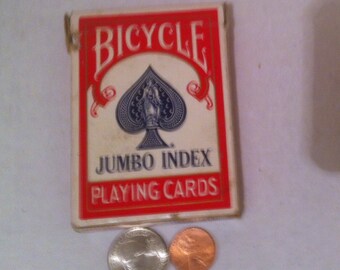 BICYCLE
JUMBO INDEX
PLAYING CARDS